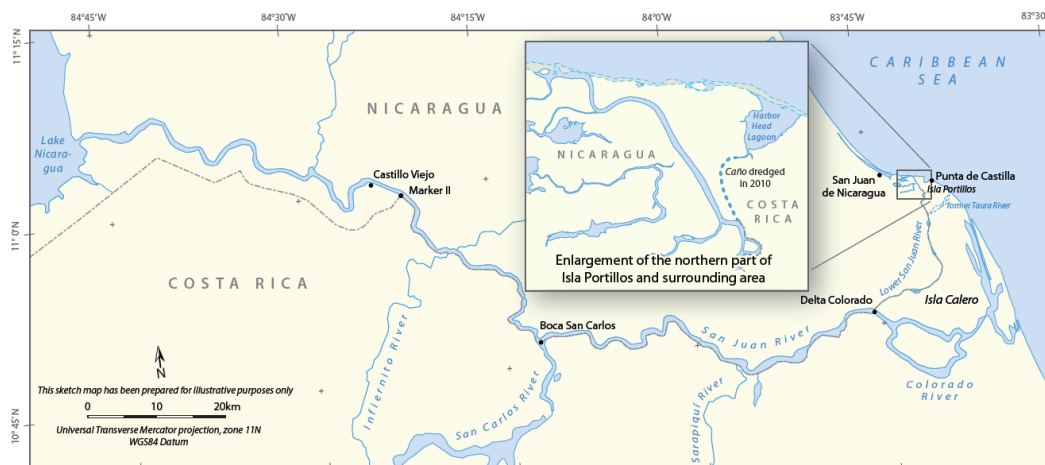 84°45'W
84°30'W
84°15'W
84°00'W
83°45'W
83°30'W
11°15'N
11°0'N
10°45'N
CARIBBEAN
SEA
NICARAGUA
Lake
Nicara-
gua
Castillo Viejo
Marker II
COSTA RICA
Harbor
Head
Lagoon
NICARAGUA
Caño dredged
in 2010
COSTA
RICA
Enlargement of the northern part of
Isla Portillos and surrounding area
San Juan
de Nicaragua
Punta de Castilla
Isla Portillos
former Taura River
Lower San Juan River
Delta Colorado
Isla Calero
Boca San Carlos
San Juan River
Colorado
River
Infiernito River
San Carlos River
Sarapiquí River
N
This sketch map has been prepared for illustrative purposes only
0 10 20km
Universal Transverse Mercator projection, zone 11N
WGS84 Datum